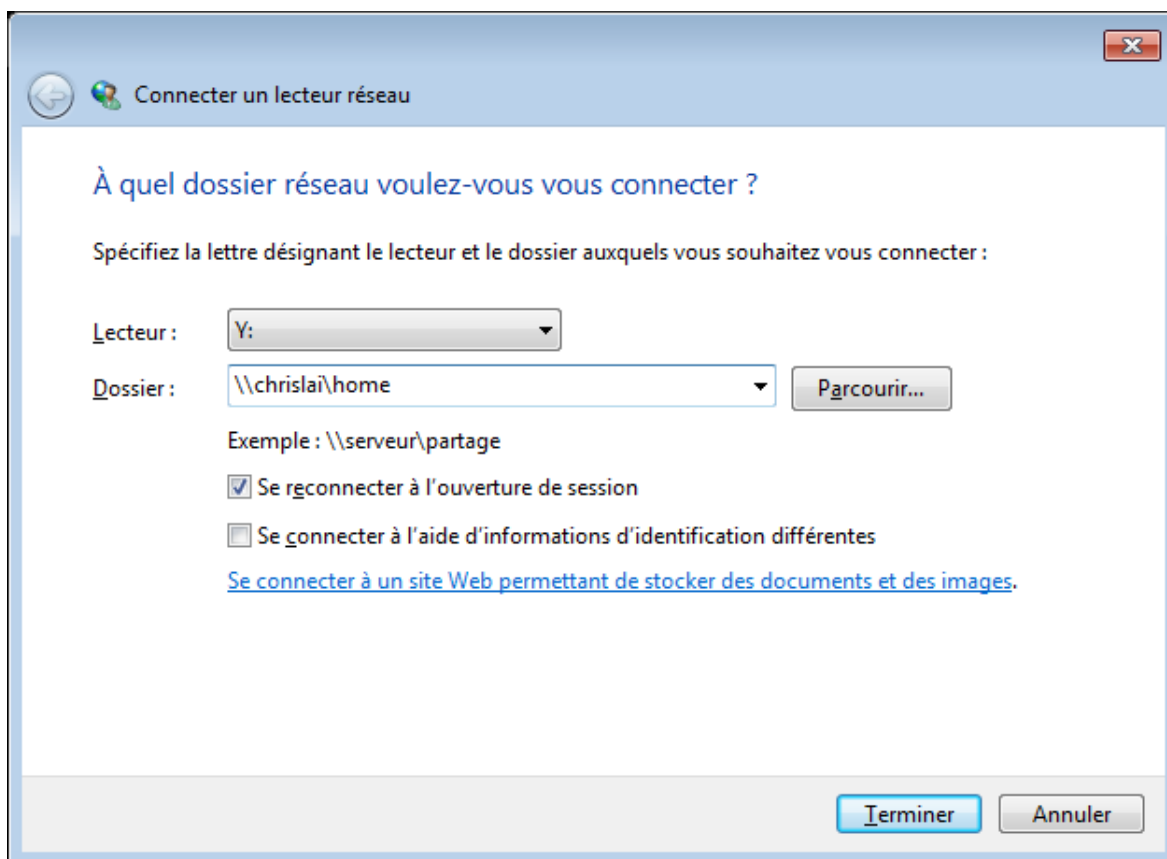 Connecter un lecteur réseau
À quel dossier réseau voulez-vous vous connecter ?
Spécifiez la lettre désignant le lecteur et le dossier auxquels vous souhaitez vous connecter :
Lecteur : Y:
Dossier : \\chrislai\home Parcourir...
Exemple : \\serveur\partage
Se reconnecter à l'ouverture de session
Se connecter à l'aide d'informations d'identification différentes
Se connecter à un site Web permettant de stocker des documents et des images.
Terminer Annuler